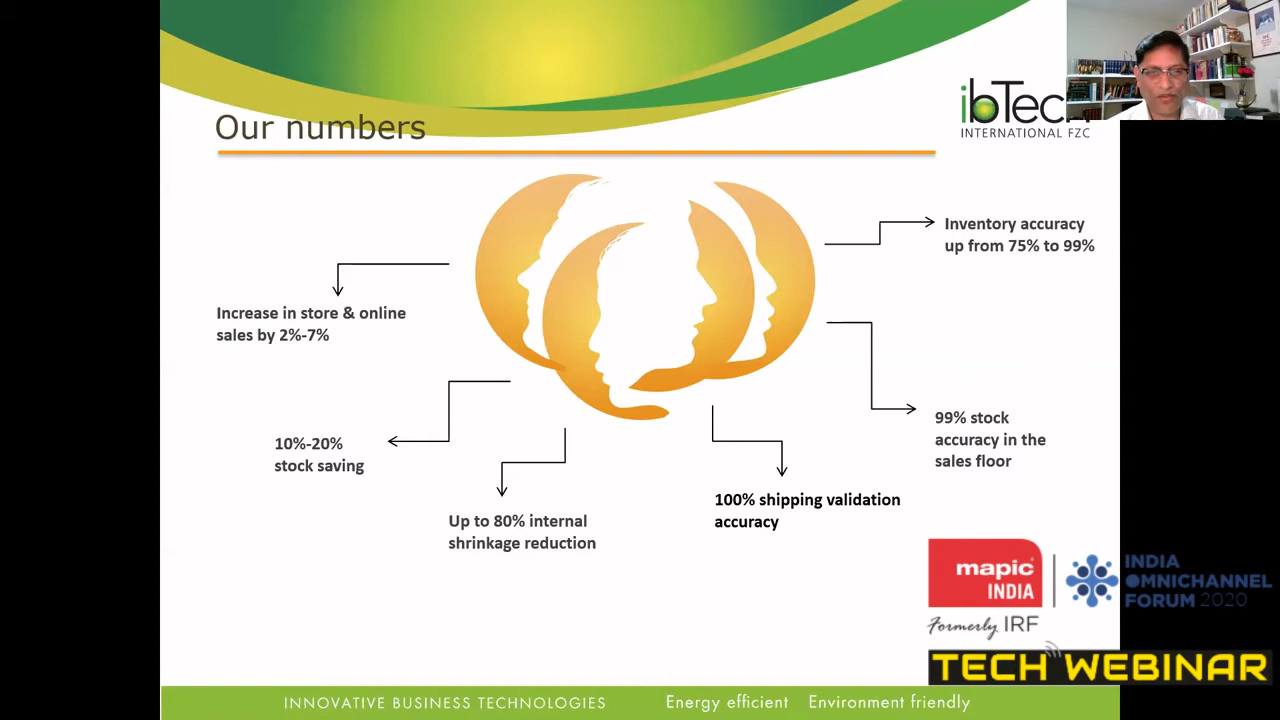 Our numbers
ibTech
INTERNATIONAL FZC
Inventory accuracy
up from 75% to 99%
Increase in store & online
sales by 2%-7%
99% stock
accuracy in the
sales floor
10%-20%
stock saving
100% shipping validation
accuracy
Up to 80% internal
shrinkage reduction
mapic
INDIA
Formerly IRF
INDIA
OMNICHANNEL
FORUM 2020
TECH WEBINAR
INNOVATIVE BUSINESS TECHNOLOGIES
Energy efficient Environment friendly